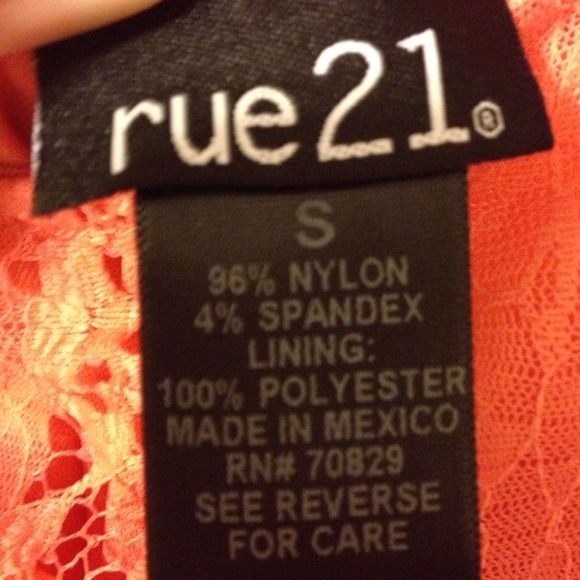 rue21®
S
96% NYLON
4% SPANDEX
LINING:
100% POLYESTER
MADE IN MEXICO
RN# 70829
SEE REVERSE
FOR CARE